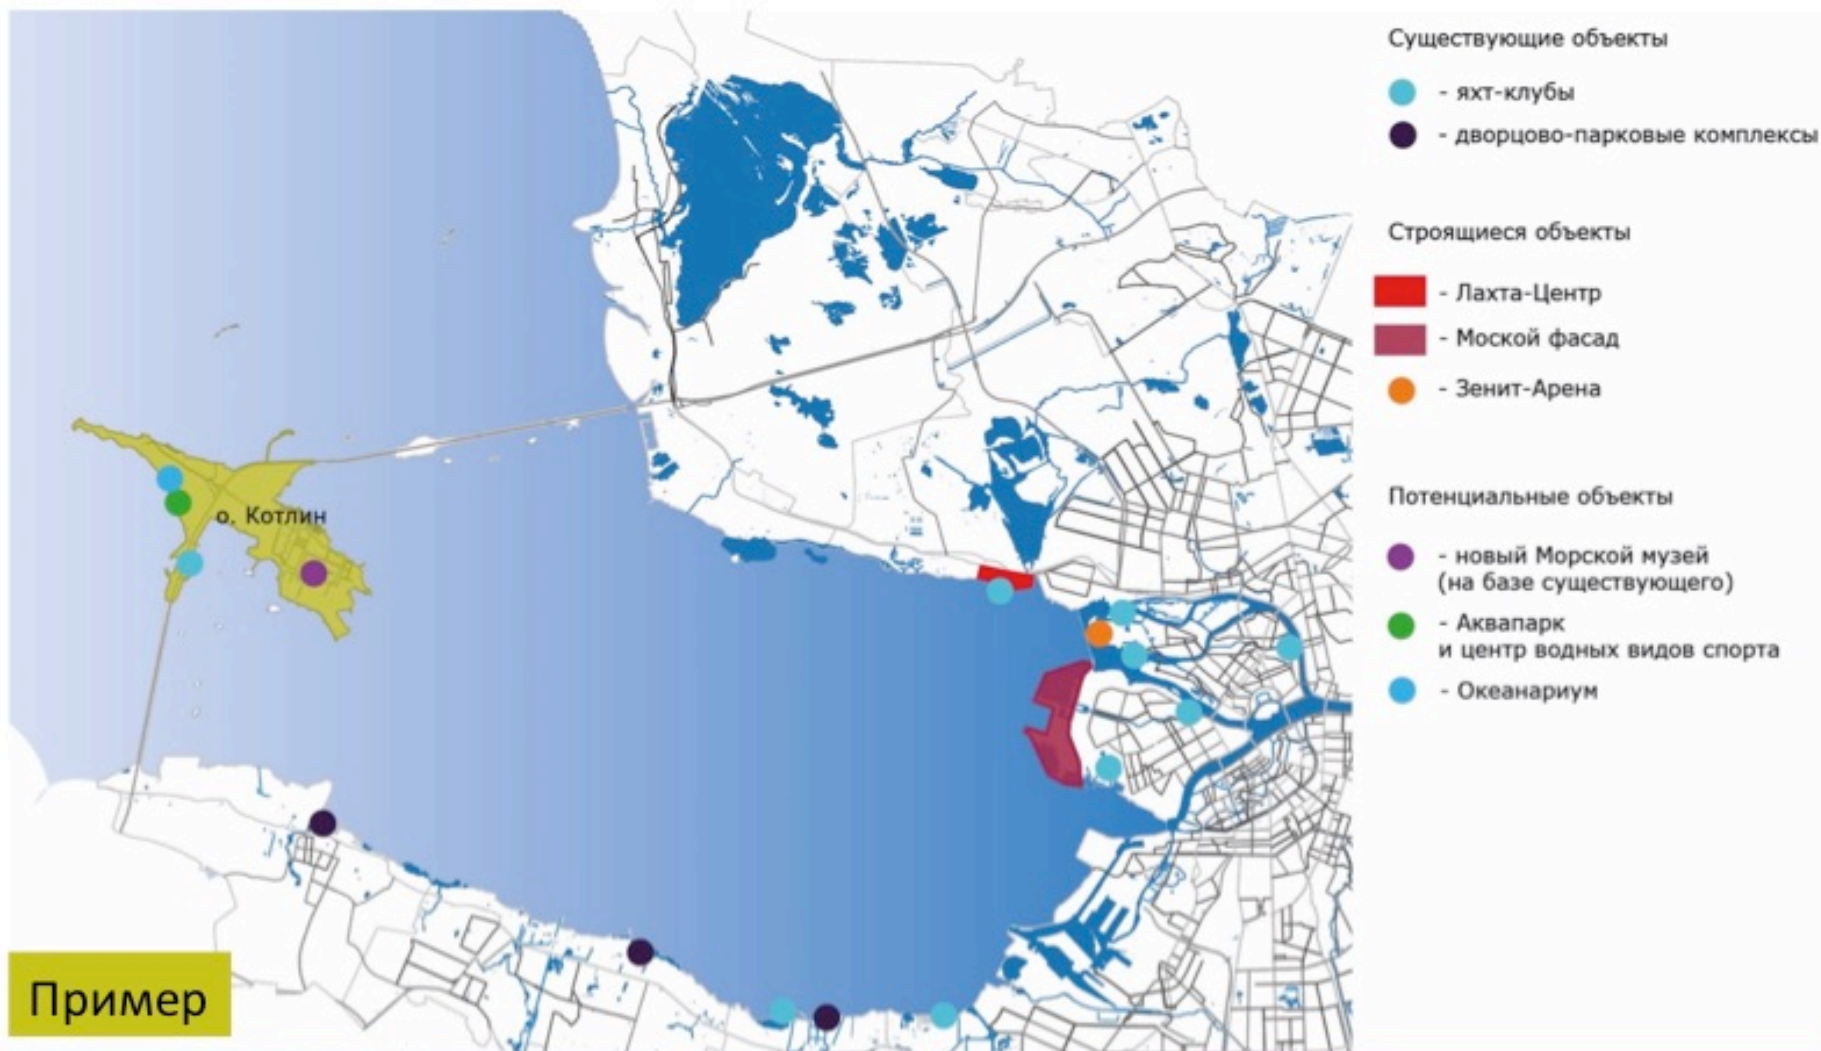 Существующие объекты
- яхт-клубы
- дворцово-парковые комплексы
Строящиеся объекты
- Лахта-Центр
- Моской фасад
- Зенит-Арена
Потенциальные объекты
- новый Морской музей
(на базе существующего)
- Аквапарк
и центр водных видов спорта
- Океанариум
о. Котлин
Пример